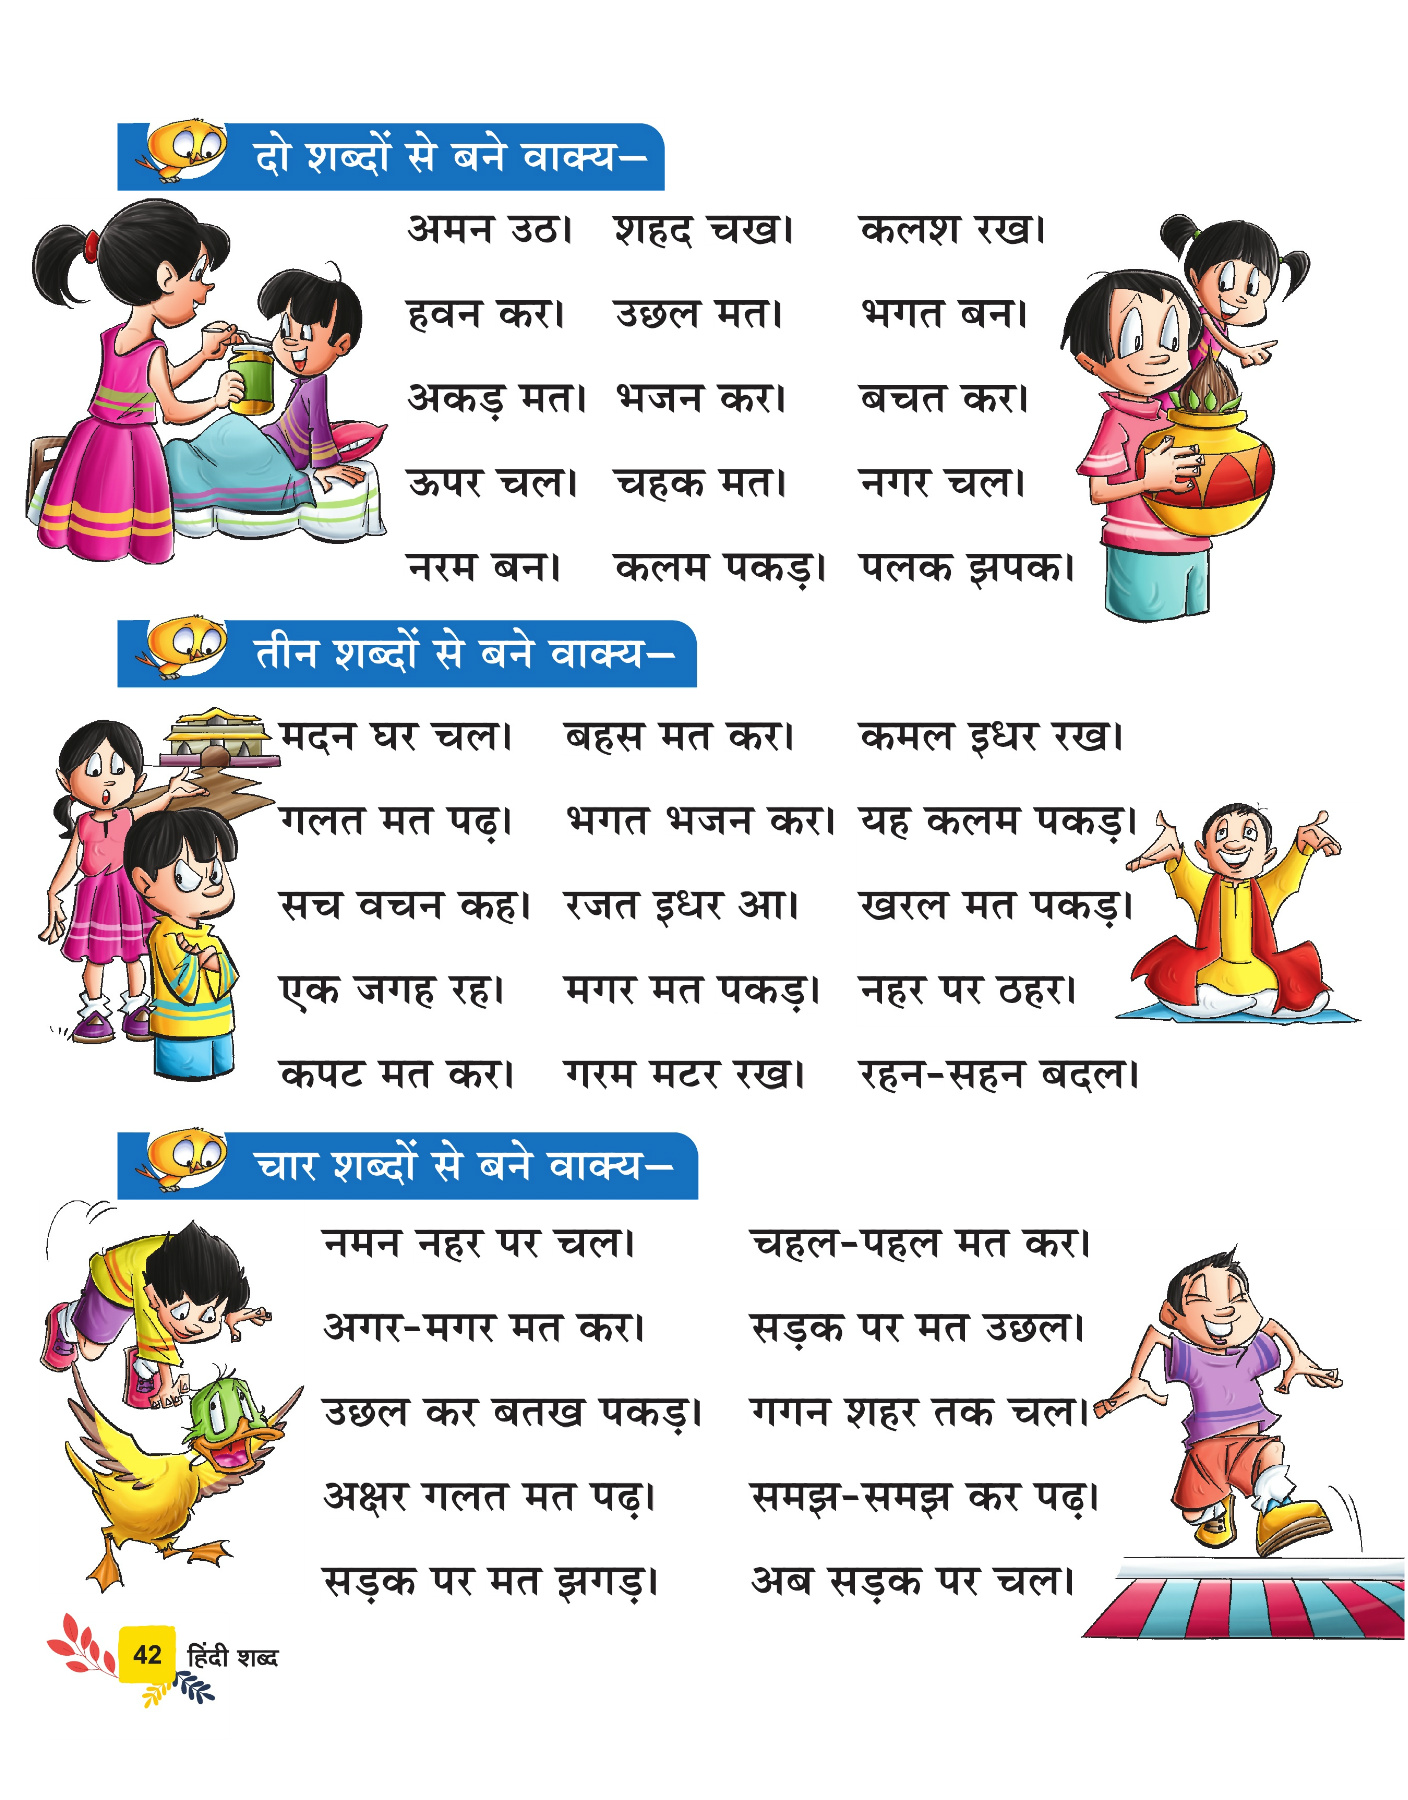 दो शब्दों से बने वाक्य–
अमन उठ। शहद चख। कलश रख।
हवन कर। उछल मत। भगत बन।
अकड़ मत। भजन कर। बचत कर।
ऊपर चल। चहक मत। नगर चल।
नरम बन। कलम पकड़। पलक झपक।
तीन शब्दों से बने वाक्य–
मदन घर चल। बहस मत कर। कमल इधर रख।
गलत मत पढ़। भगत भजन कर। यह कलम पकड़।
सच वचन कह। रजत इधर आ। खरल मत पकड़।
एक जगह रह। मगर मत पकड़। नहर पर ठहर।
कपट मत कर। गरम मटर रख। रहन-सहन बदल।
चार शब्दों से बने वाक्य–
नमन नहर पर चल। चहल-पहल मत कर।
अगर-मगर मत कर। सड़क पर मत उछल।
उछल कर बतख पकड़। गगन शहर तक चल।
अक्षर गलत मत पढ़। समझ-समझ कर पढ़।
सड़क पर मत झगड़। अब सड़क पर चल।
42 हिंदी शब्द